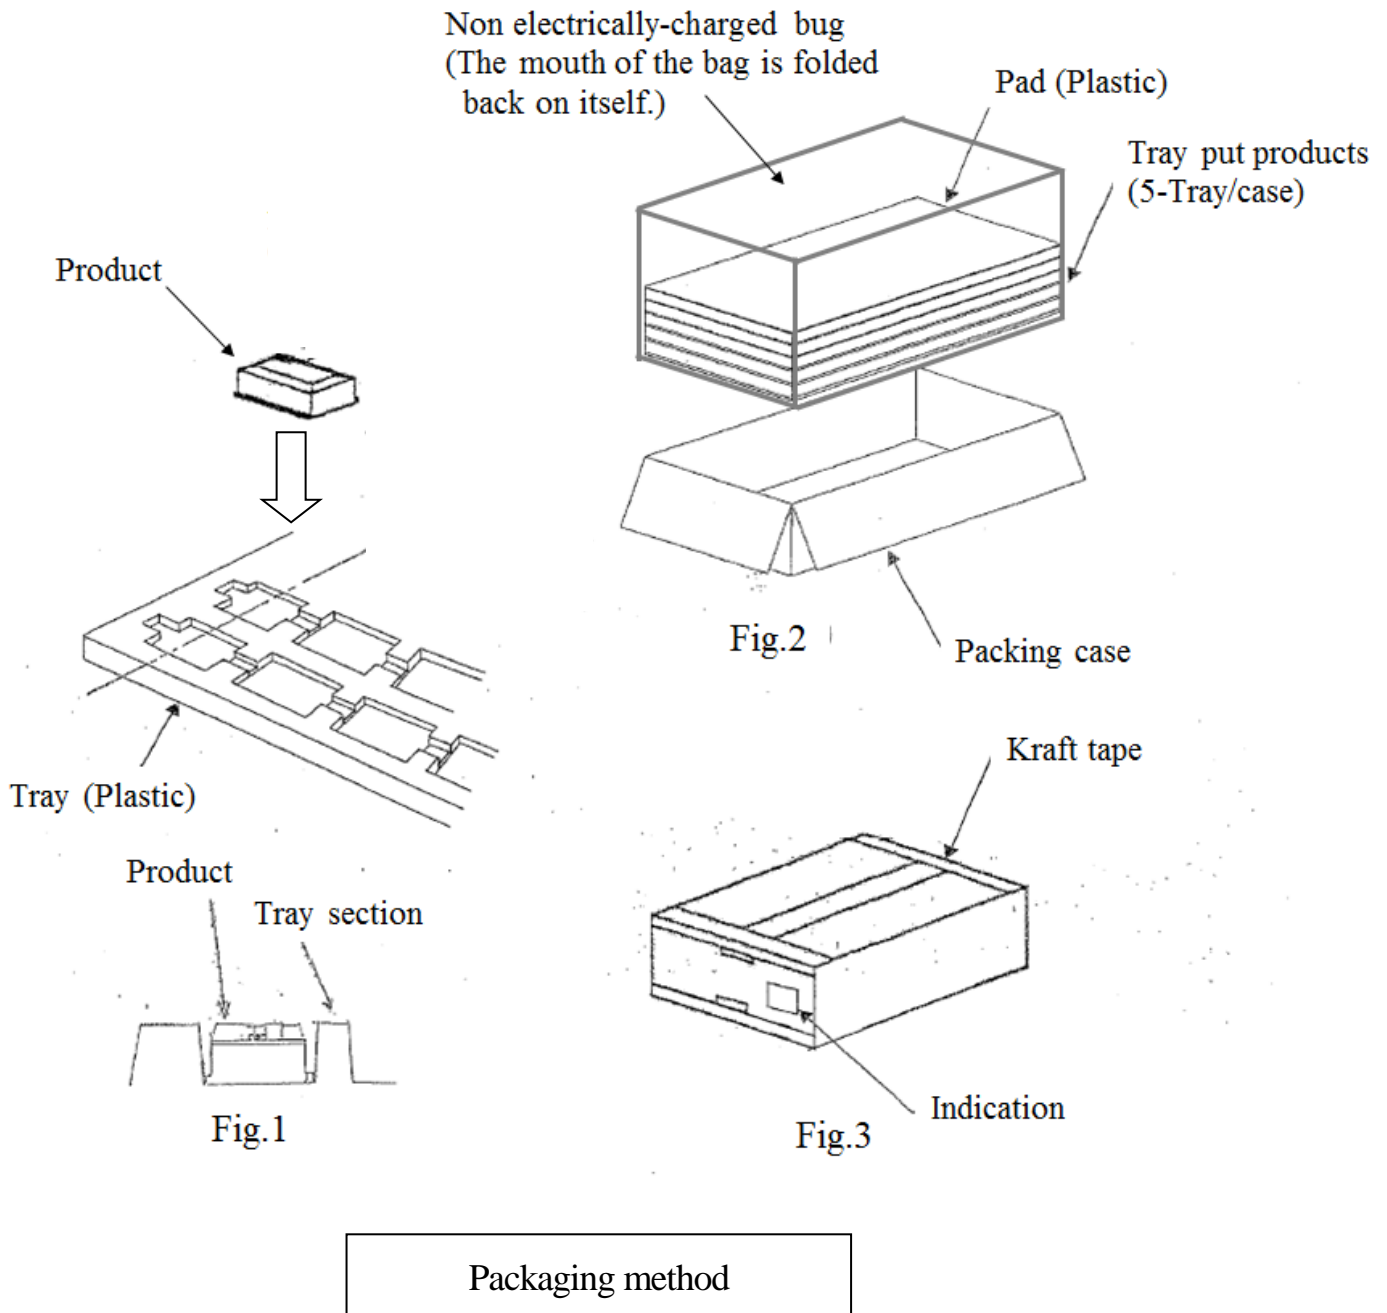 Non electrically-charged bug
(The mouth of the bag is folded
back on itself.)
Pad (Plastic)
Tray put products
(5-Tray/case)
Product
Fig.2
Packing case
Tray (Plastic)
Kraft tape
Product
Tray section
Fig.1
Indication
Fig.3
Packaging method